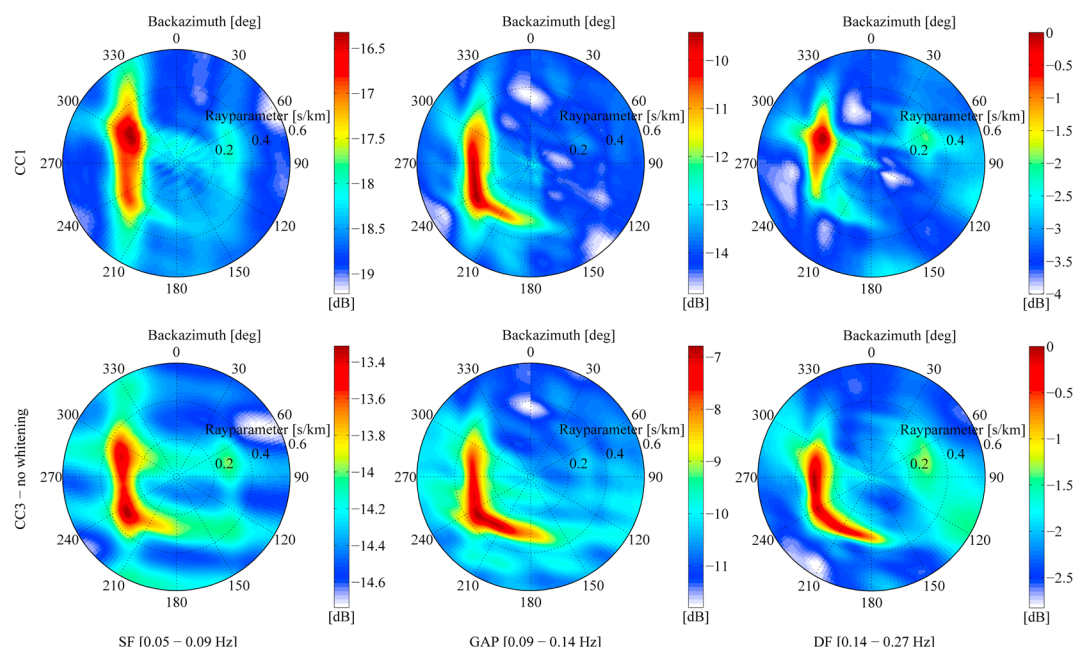 Backazimuth [deg] Backazimuth [deg] Backazimuth [deg]
0 0 0
330 30 330 30 330 30
300 60 300 60 300 60
Rayparameter [s/km] Rayparameter [s/km] Rayparameter [s/km]
0.2 0.4 0.6 0.2 0.4 0.6 0.2 0.4 0.6
270 90 270 90 270 90
240 120 240 120 240 120
210 150 210 150 210 150
180 180 180
CC1
−16.5 −17 −17.5 −18 −18.5 −19 [dB]
−10 −11 −12 −13 −14 [dB]
0 −0.5 −1 −1.5 −2 −2.5 −3 −3.5 −4 [dB]
Backazimuth [deg] Backazimuth [deg] Backazimuth [deg]
0 0 0
330 30 330 30 330 30
300 60 300 60 300 60
Rayparameter [s/km] Rayparameter [s/km] Rayparameter [s/km]
0.2 0.4 0.6 0.2 0.4 0.6 0.2 0.4 0.6
270 90 270 90 270 90
240 120 240 120 240 120
210 150 210 150 210 150
180 180 180
CC3 − no whitening
−13.4 −13.6 −13.8 −14 −14.2 −14.4 −14.6 [dB]
−7 −8 −9 −10 −11 [dB]
0 −0.5 −1 −1.5 −2 −2.5 [dB]
SF [0.05 − 0.09 Hz] GAP [0.09 − 0.14 Hz] DF [0.14 − 0.27 Hz]